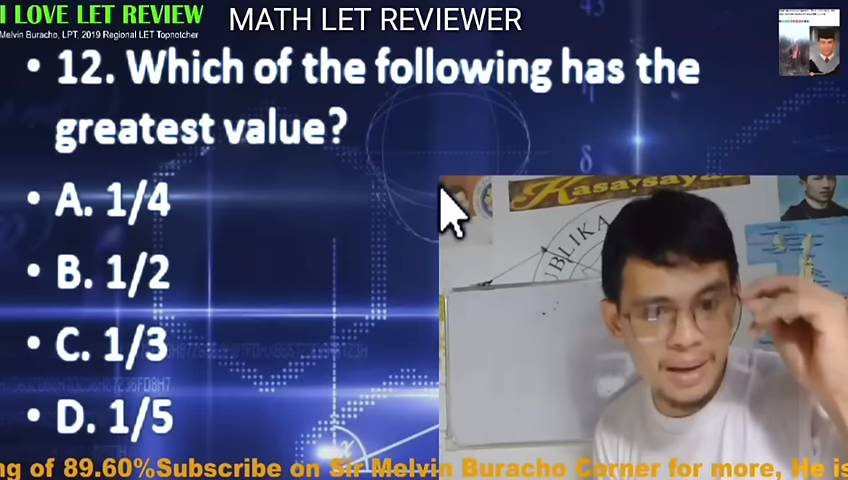 I LOVE LET REVIEW
MATH LET REVIEWER
Melvin Buracho, LPT, 2019 Regional LET Topnotcher
• 12. Which of the following has the
greatest value?
• A. 1/4
• B. 1/2
• C. 1/3
• D. 1/5
Kasaysayan
BLIKA
ng of 89.60%Subscribe on Sir Melvin Buracho Corner for more, He is